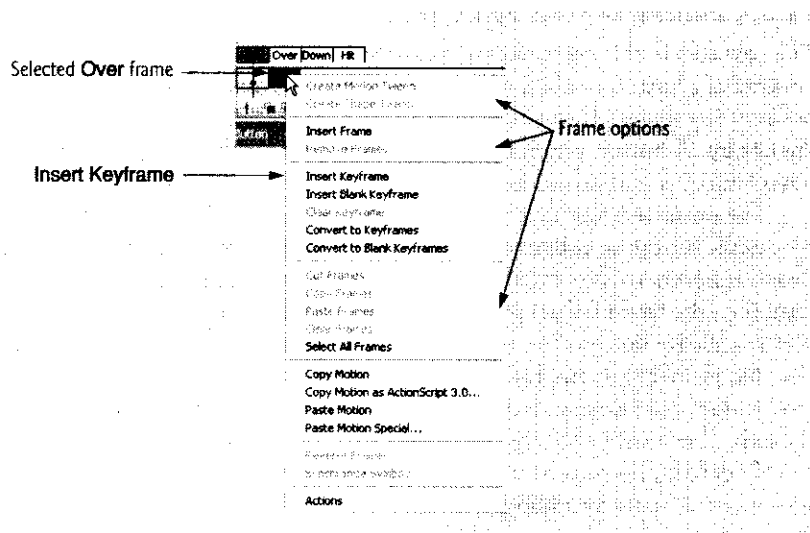 Over Down Hit
Selected Over frame
Create Motion Tween
Create Shape Tween
Insert Frame
Frame options
Remove Frames
Insert Keyframe
Insert Keyframe
Insert Blank Keyframe
Clear Keyframe
Convert to Keyframes
Convert to Blank Keyframes
Cut Frames
Copy Frames
Paste Frames
Clear Frames
Select All Frames
Copy Motion
Copy Motion as ActionScript 3.0...
Paste Motion
Paste Motion Special...
Reverse Frames
Synchronize Symbols
Actions